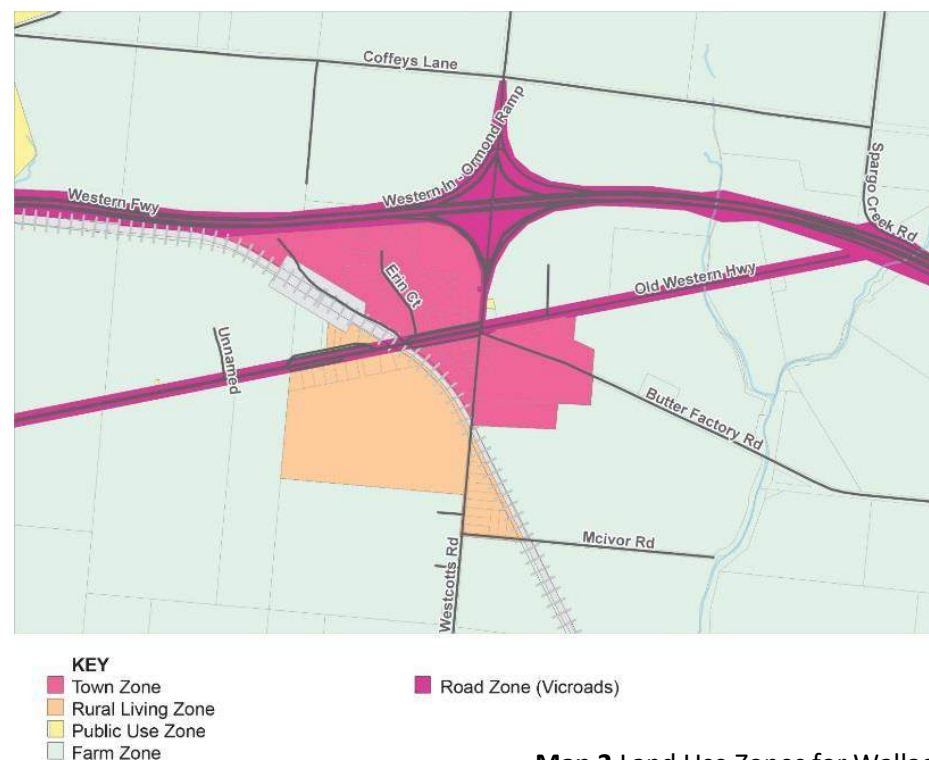 Coffeys Lane
Western In - Ormond Ramp
Spargo Creek Rd
Western Fwy
Old Western Hwy
Erin Ct
Unnamed
Butter Factory Rd
Mcivor Rd
Westcotts Rd
KEY
Town Zone
Rural Living Zone
Public Use Zone
Farm Zone
Road Zone (Vicroads)
Land Use Zones for